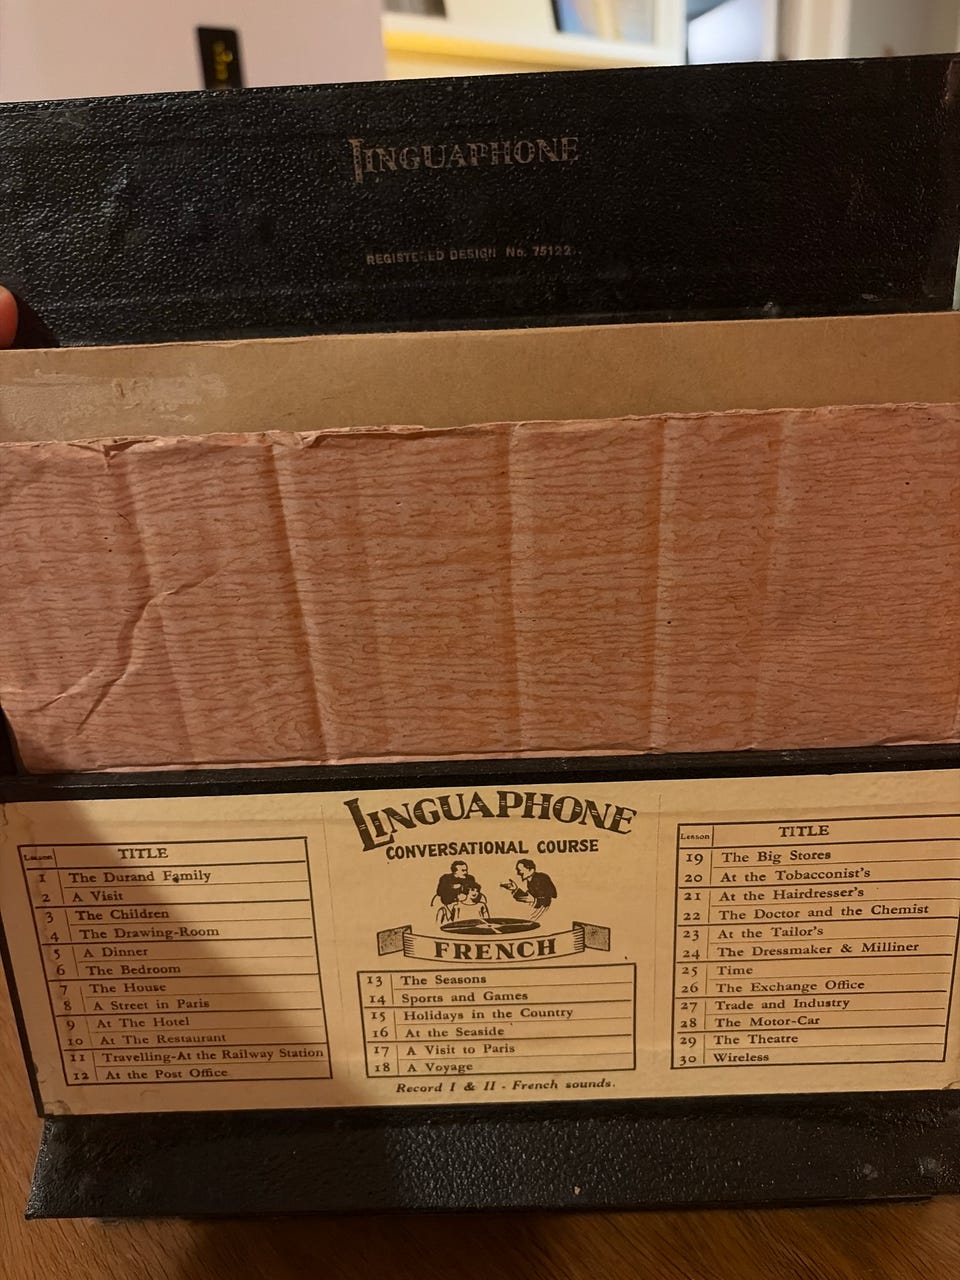 LINGUAPHONE
REGISTERED DESIGN No. 75122
LINGUAPHONE
CONVERSATIONAL COURSE
FRENCH
Lesson TITLE
1 The Durand Family
2 A Visit
3 The Children
4 The Drawing-Room
5 A Dinner
6 The Bedroom
7 The House
8 A Street in Paris
9 At The Hotel
10 At The Restaurant
11 Travelling-At the Railway Station
12 At the Post Office
13 The Seasons
14 Sports and Games
15 Holidays in the Country
16 At the Seaside
17 A Visit to Paris
18 A Voyage
Record I & II - French sounds.
Lesson TITLE
19 The Big Stores
20 At the Tobacconist's
21 At the Hairdresser's
22 The Doctor and the Chemist
23 At the Tailor's
24 The Dressmaker & Milliner
25 Time
26 The Exchange Office
27 Trade and Industry
28 The Motor-Car
29 The Theatre
30 Wireless